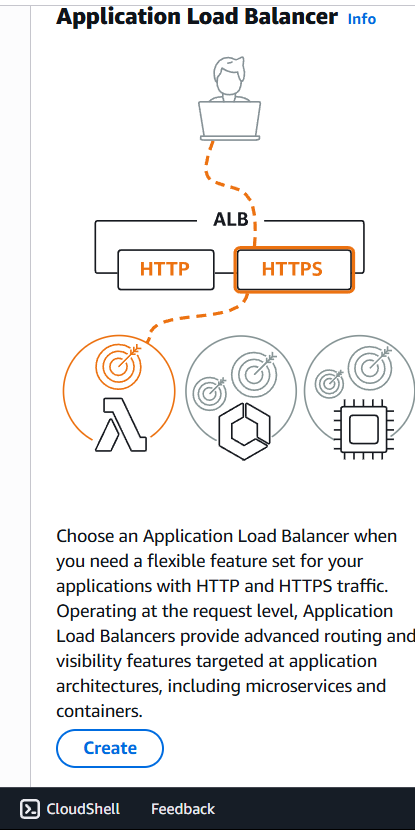 Application Load Balancer Info
ALB
HTTP HTTPS
Choose an Application Load Balancer when
you need a flexible feature set for your
applications with HTTP and HTTPS traffic.
Operating at the request level, Application
Load Balancers provide advanced routing and
visibility features targeted at application
architectures, including microservices and
containers.
Create
CloudShell Feedback